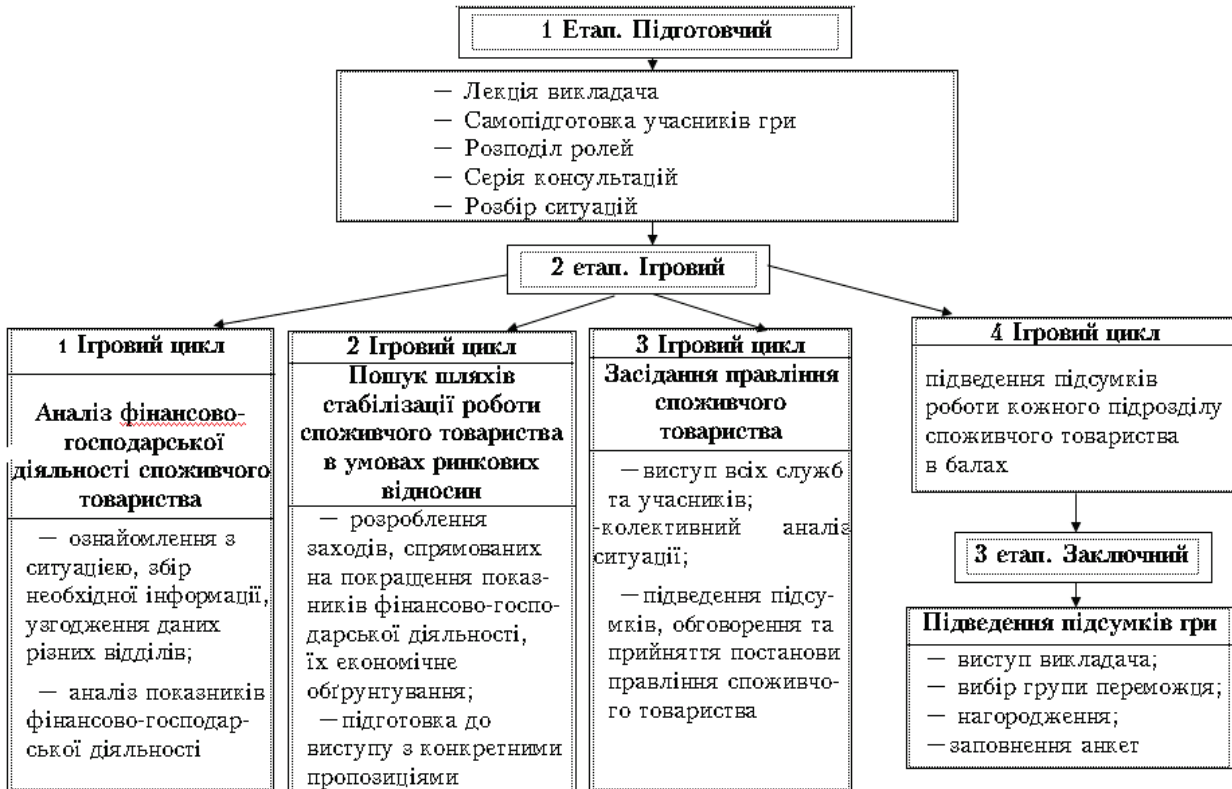 1 Етап. Підготовчий
— Лекція викладача
— Самопідготовка учасників гри
— Розподіл ролей
— Серія консультацій
— Розбір ситуацій
2 етап. Ігровий
1 Ігровий цикл
Аналіз фінансово-
господарської
діяльності споживчого
товариства
— ознайомлення з
ситуацією, збір
необхідної інформації,
узгодження даних
різних відділів;
— аналіз показників
фінансово-господар-
ської діяльності
2 Ігровий цикл
Пошук шляхів
стабілізації роботи
споживчого товариства
в умовах ринкових
відносин
— розроблення
заходів, спрямованих
на покращення показ-
ників фінансово-госпо-
дарської діяльності,
їх економічне
обґрунтування;
—підготовка до
виступу з конкретними
пропозиціями
3 Ігровий цикл
Засідання правління
споживчого
товариства
—виступ всіх служб
та учасників;
-колективний аналіз
ситуації;
—підведення підсу-
мків, обговорення та
прийняття постанови
правління споживчо-
го товариства
4 Ігровий цикл
підведення підсумків
роботи кожного підрозділу
споживчого товариства
в балах
3 етап. Заключний
Підведення підсумків гри
— виступ викладача;
— вибір групи переможця;
— нагородження;
—заповнення анкет